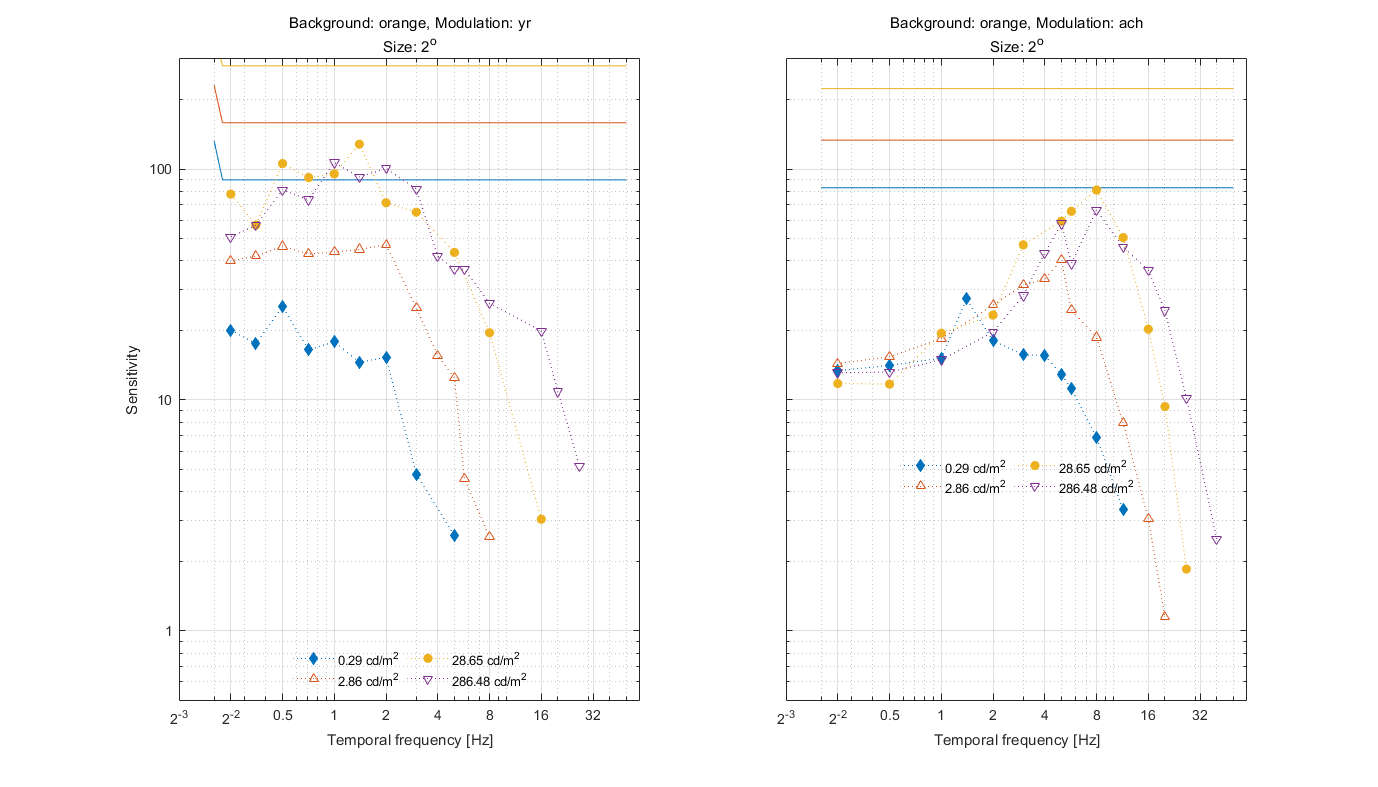 Background: orange, Modulation: yr
Size: 2°
Sensitivity
100
10
1
0.29 cd/m² 28.65 cd/m²
2.86 cd/m² 286.48 cd/m²
2⁻³ 2⁻² 0.5 1 2 4 8 16 32
Temporal frequency [Hz]
Background: orange, Modulation: ach
Size: 2°
0.29 cd/m² 28.65 cd/m²
2.86 cd/m² 286.48 cd/m²
2⁻³ 2⁻² 0.5 1 2 4 8 16 32
Temporal frequency [Hz]